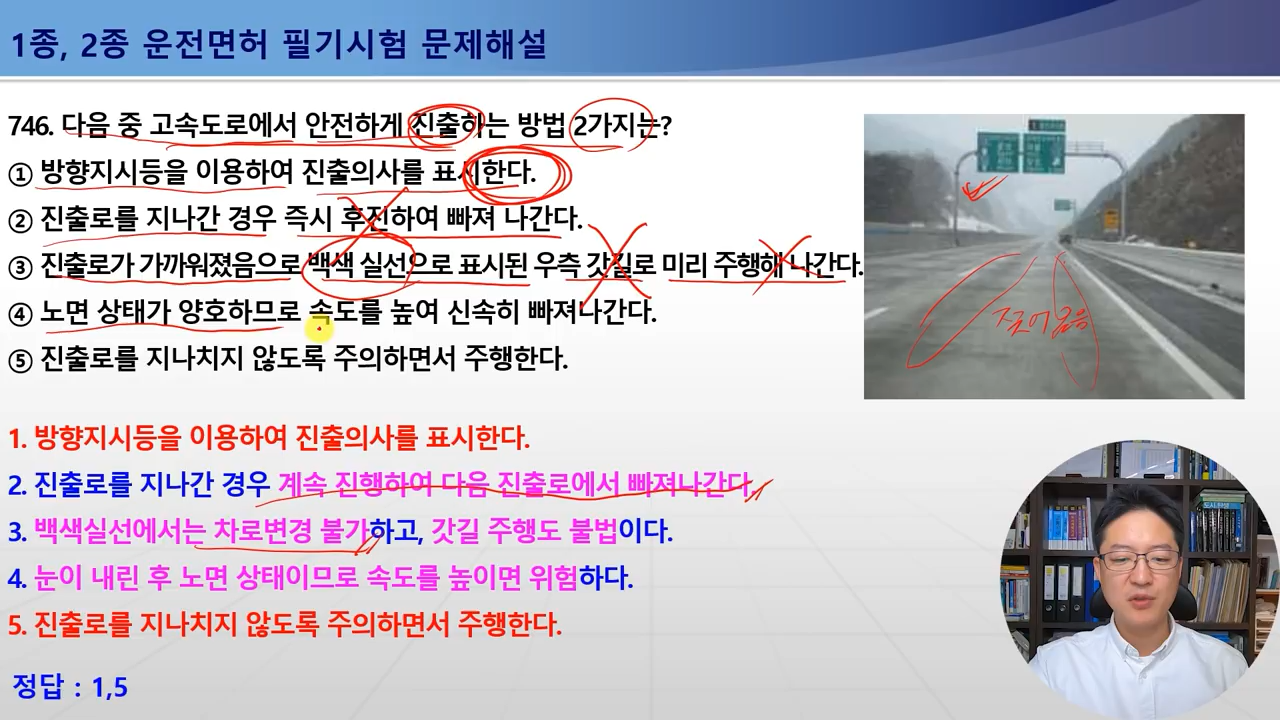 1종, 2종 운전면허 필기시험 문제해설
746. 다음 중 고속도로에서 안전하게 진출하는 방법 2가지는?
① 방향지시등을 이용하여 진출의사를 표시한다.
② 진출로를 지나간 경우 즉시 후진하여 빠져 나간다.
③ 진출로가 가까워졌음으로 백색 실선으로 표시된 우측 갓길로 미리 주행해 나간다.
④ 노면 상태가 양호하므로 속도를 높여 신속히 빠져나간다.
⑤ 진출로를 지나치지 않도록 주의하면서 주행한다.
젖어있음
1. 방향지시등을 이용하여 진출의사를 표시한다.
2. 진출로를 지나간 경우 계속 진행하여 다음 진출로에서 빠져나간다.
3. 백색실선에서는 차로변경 불가하고, 갓길 주행도 불법이다.
4. 눈이 내린 후 노면 상태이므로 속도를 높이면 위험하다.
5. 진출로를 지나치지 않도록 주의하면서 주행한다.
정답 : 1,5